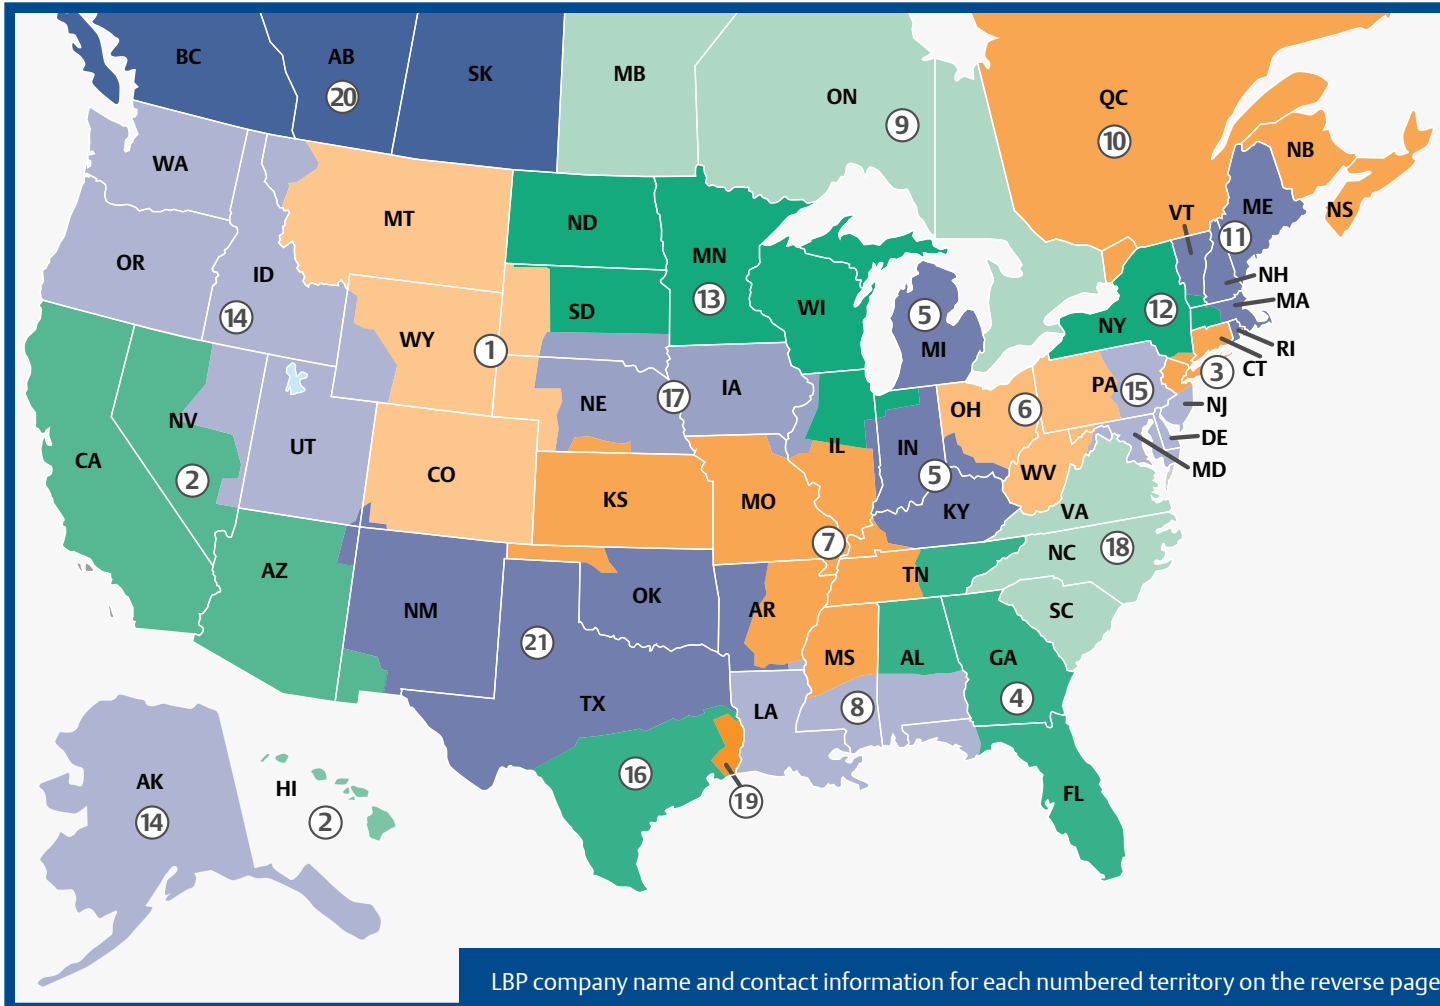 BC
AB
20
SK
MB
ON
9
QC
10
NB
NS
ME
11
VT
NH
MA
RI
CT
3
NJ
DE
MD
WA
OR
ID
14
MT
WY
1
ND
SD
MN
13
WI
5
MI
NY
12
PA
15
OH
6
NE
17
IA
IL
IN
5
WV
KY
VA
CA
NV
2
UT
CO
KS
MO
7
TN
NC
18
SC
AZ
NM
OK
AR
21
TX
MS
8
AL
GA
4
LA
16
19
FL
AK
14
HI
2
LBP company name and contact information for each numbered territory on the reverse page